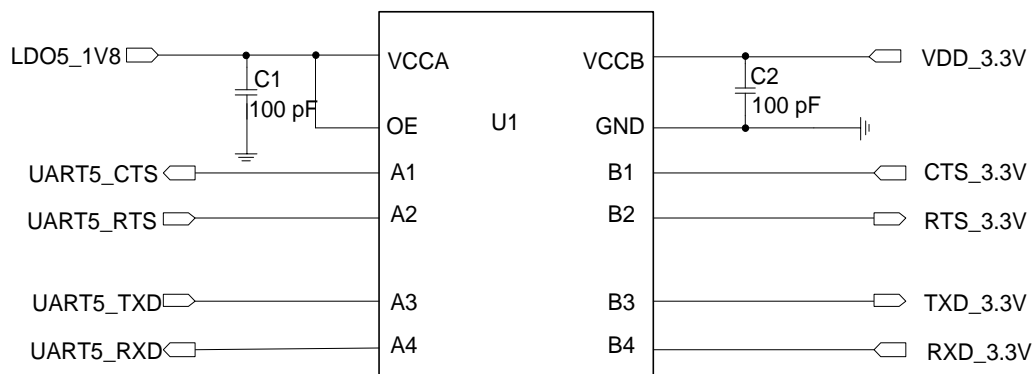 LDO5_1V8
VCCA
VCCB
VDD_3.3V
C1
100 pF
C2
100 pF
OE
U1
GND
UART5_CTS
A1
B1
CTS_3.3V
UART5_RTS
A2
B2
RTS_3.3V
UART5_TXD
A3
B3
TXD_3.3V
UART5_RXD
A4
B4
RXD_3.3V